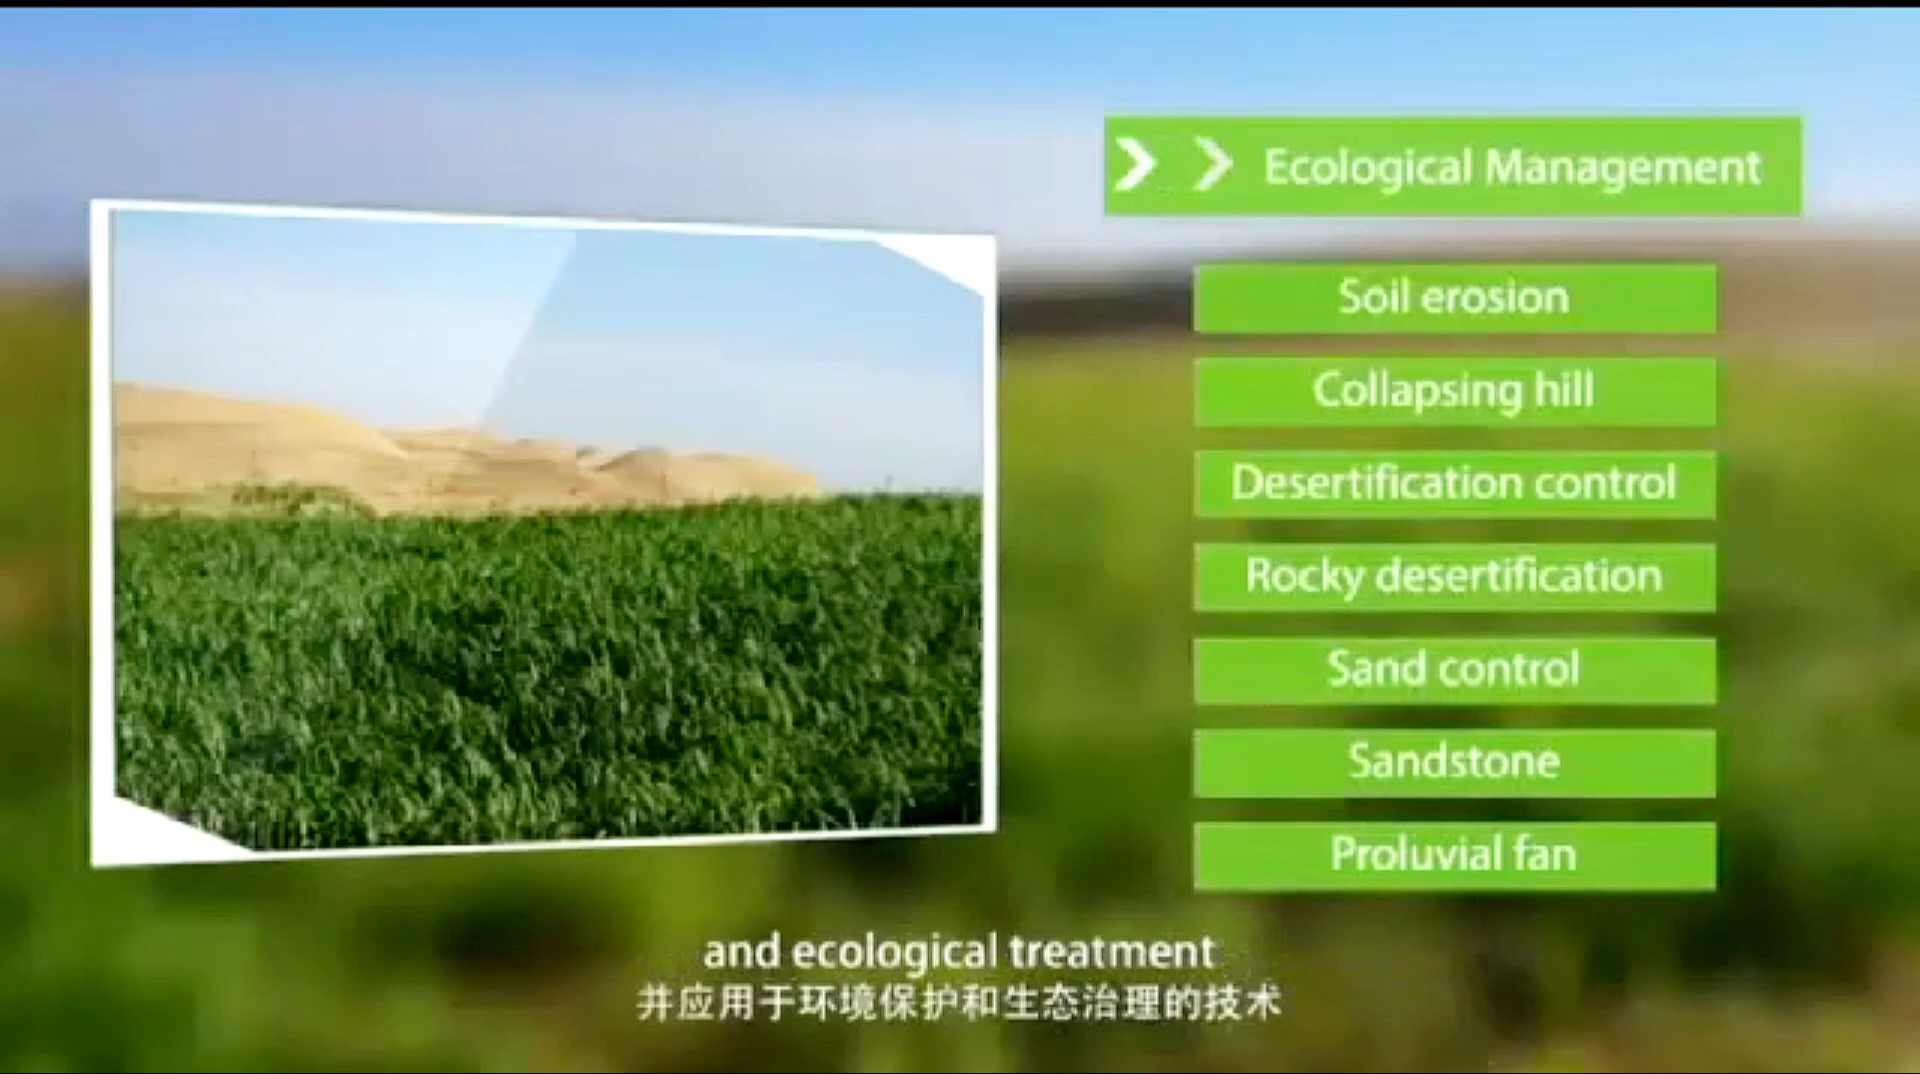 Ecological Management
Soil erosion
Collapsing hill
Desertification control
Rocky desertification
Sand control
Sandstone
Proluvial fan
and ecological treatment
并应用于环境保护和生态治理的技术